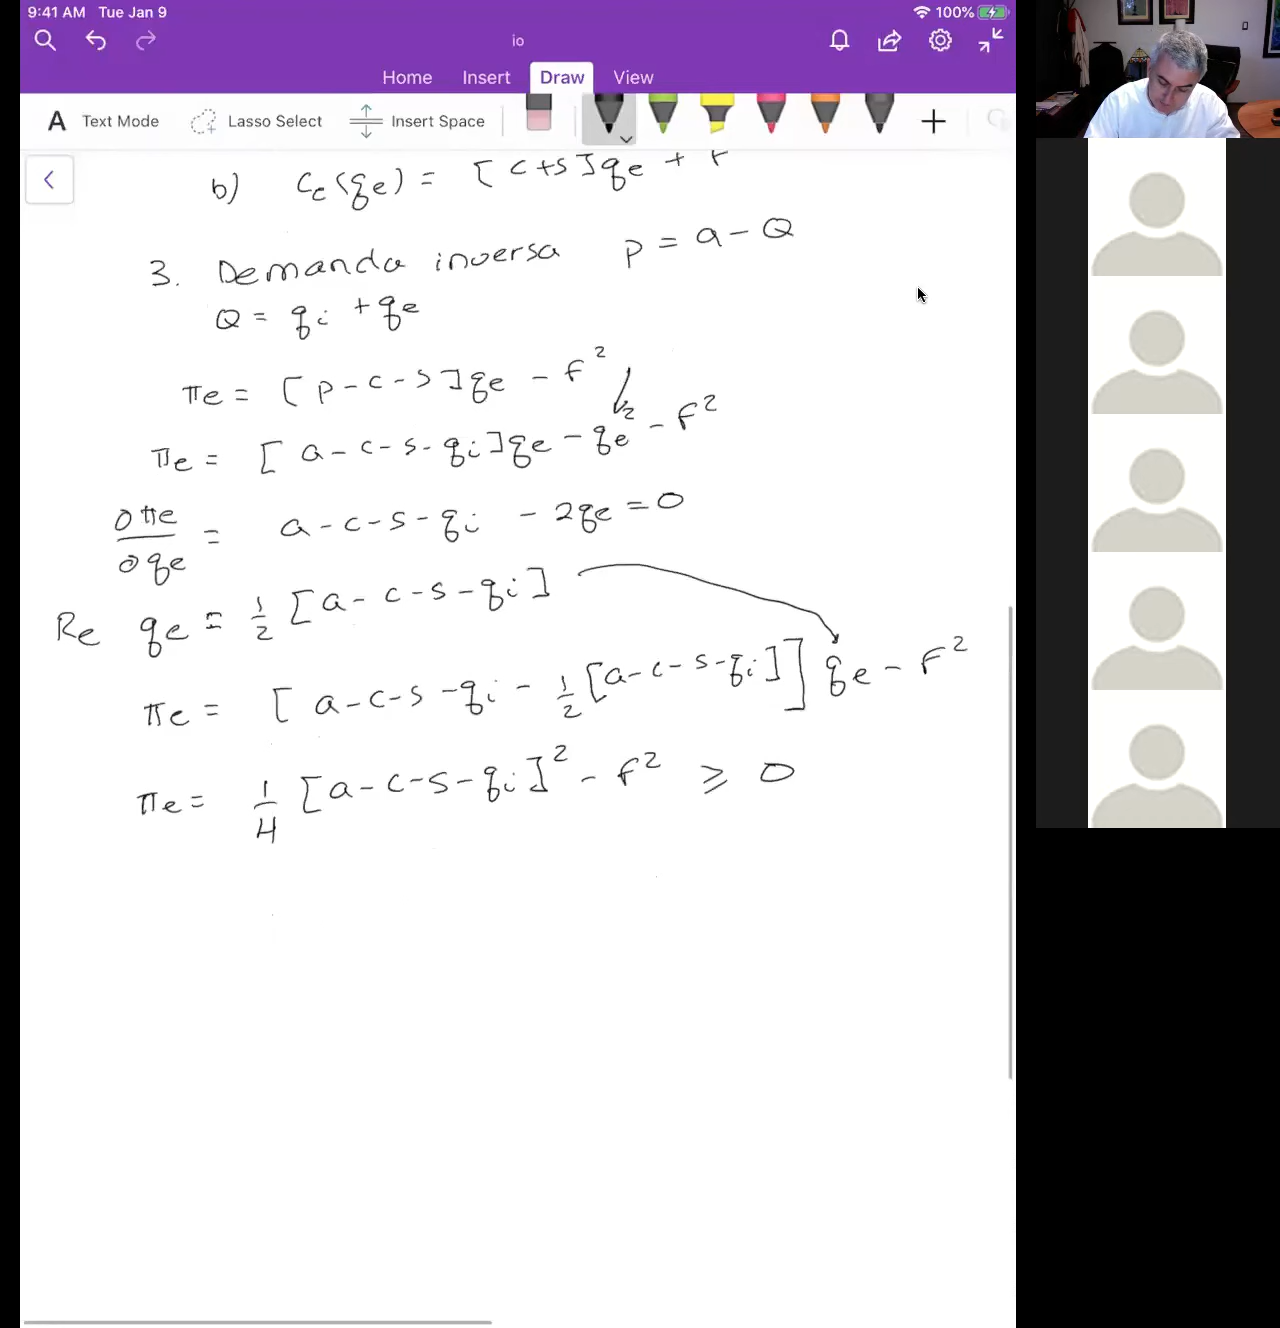 9:41 AM Tue Jan 9
100%
io
Home Insert Draw View
A Text Mode Lasso Select Insert Space
b) Ce(qe) = [c+s]qe +
3. Demanda inversa p = a - Q
Q = qi + qe
πe = [p-c-s]qe - f²
πe = [a-c-s-qi]qe - qe² - f²
∂πe/∂qe = a-c-s-qi - 2qe = 0
Re qe = 1/2 [a-c-s-qi]
πe = [a-c-s-qi - 1/2 [a-c-s-qi]] qe - f²
πe = 1/4 [a-c-s-qi]² - f² ≥ 0